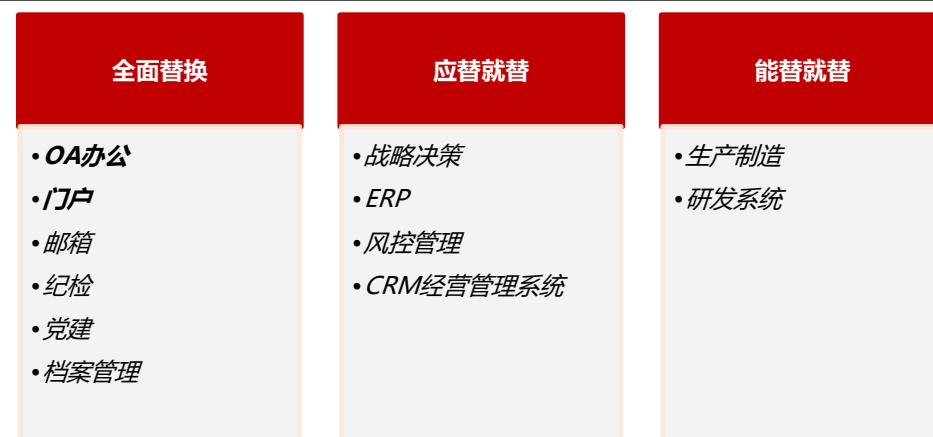 全面替换
•OA办公
•门户
•邮箱
•纪检
•党建
•档案管理
应替就替
•战略决策
•ERP
•风控管理
•CRM经营管理系统
能替就替
•生产制造
•研发系统